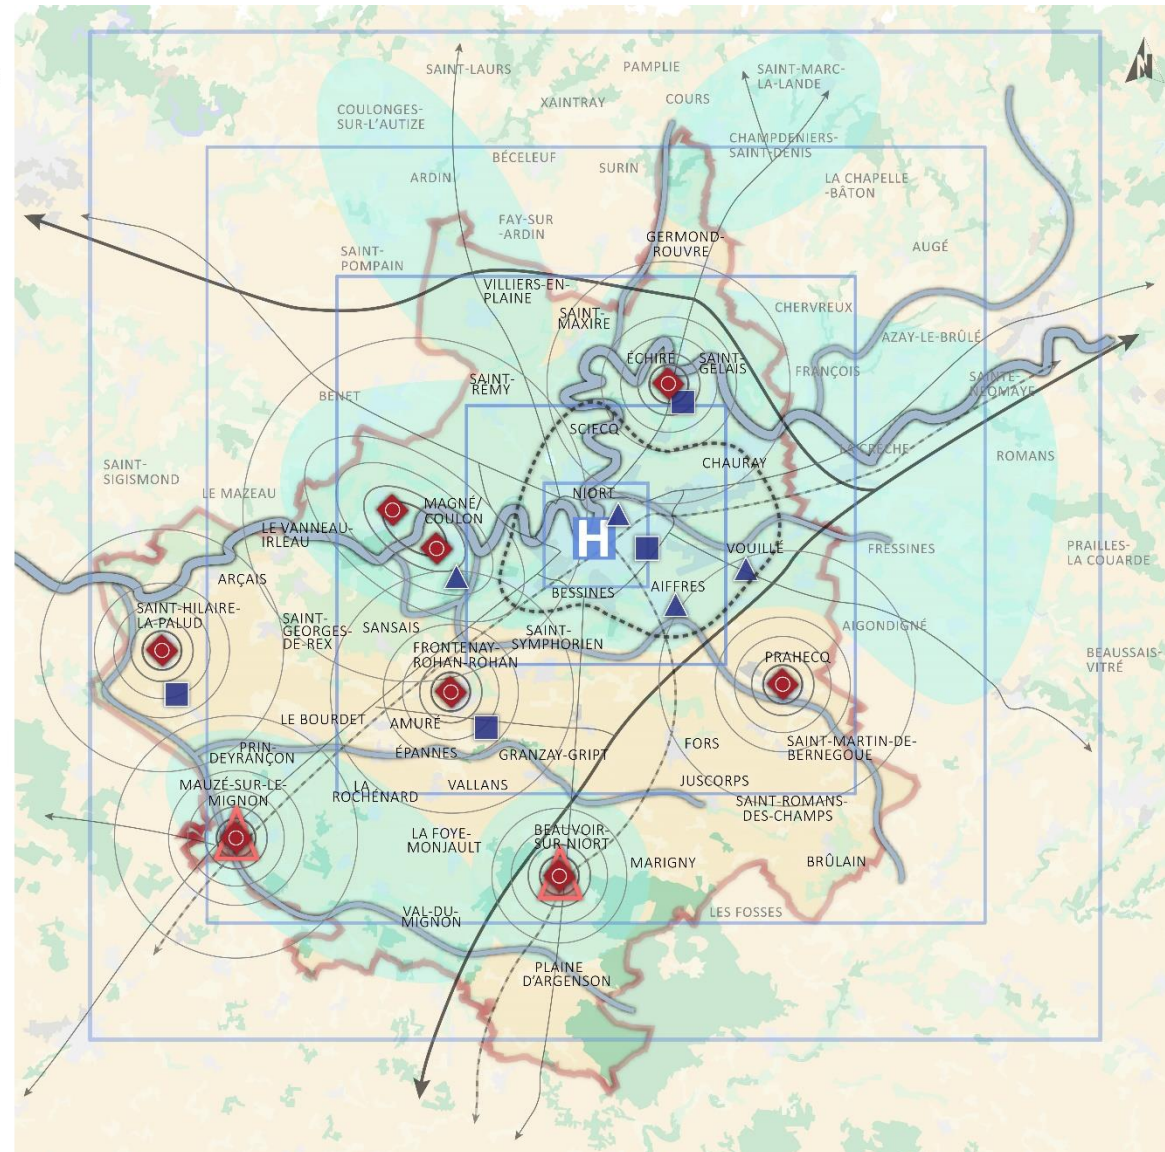 N
SAINT-LAURS
PAMPLIE
SAINT-MARC-
LA-LANDE
COULONGES-
SUR-L'AUTIZE
XAINTRAY
COURS
CHAMPDENIERS-
SAINT-DENIS
BÉCELEUF
SURIN
ARDIN
LA CHAPELLE
-BÂTON
FAY-SUR
-ARDIN
GERMOND-
ROUVRE
AUGÉ
SAINT-
POMPAIN
VILLIERS-EN-
PLAINE
CHERVREUX
SAINT-
MAXIRE
AZAY-LE-BRÛLÉ
ÉCHIRÉ
SAINT-
GELAIS
FRANÇOIS
SAINTE-
NÉOMAYE
SAINT-
RÉMY
BENET
SCIECQ
LA CRÈCHE
ROMANS
CHAURAY
SAINT-
SIGISMOND
LE MAZEAU
NIORT
MAGNÉ/
COULON
H
LE VANNEAU-
IRLEAU
VOUILLÉ
FRESSINES
PRAILLES-
LA COUARDE
ARÇAIS
BESSINES
AIFFRES
SAINT-HILAIRE-
LA-PALUD
SAINT-
GEORGES-
DE-REX
SANSAIS
SAINT-
SYMPHORIEN
AIGONDIGNÉ
FRONTENAY-
ROHAN-ROHAN
PRAHECQ
BEAUSSAIS-
VITRÉ
LE BOURDET
AMURÉ
PRIN-
DEYRANÇON
ÉPANNES
GRANZAY-GRIPT
FORS
SAINT-MARTIN-DE-
BERNEGOUE
MAUZÉ-SUR-LE-
MIGNON
LA
ROCHÉNARD
VALLANS
JUSCORPS
SAINT-ROMANS-
DES-CHAMPS
LA FOYE-
MONJAULT
BEAUVOIR-
SUR-NIORT
MARIGNY
BRÛLAIN
VAL-DU-
MIGNON
LES FOSSES
PLAINE
D'ARGENSON